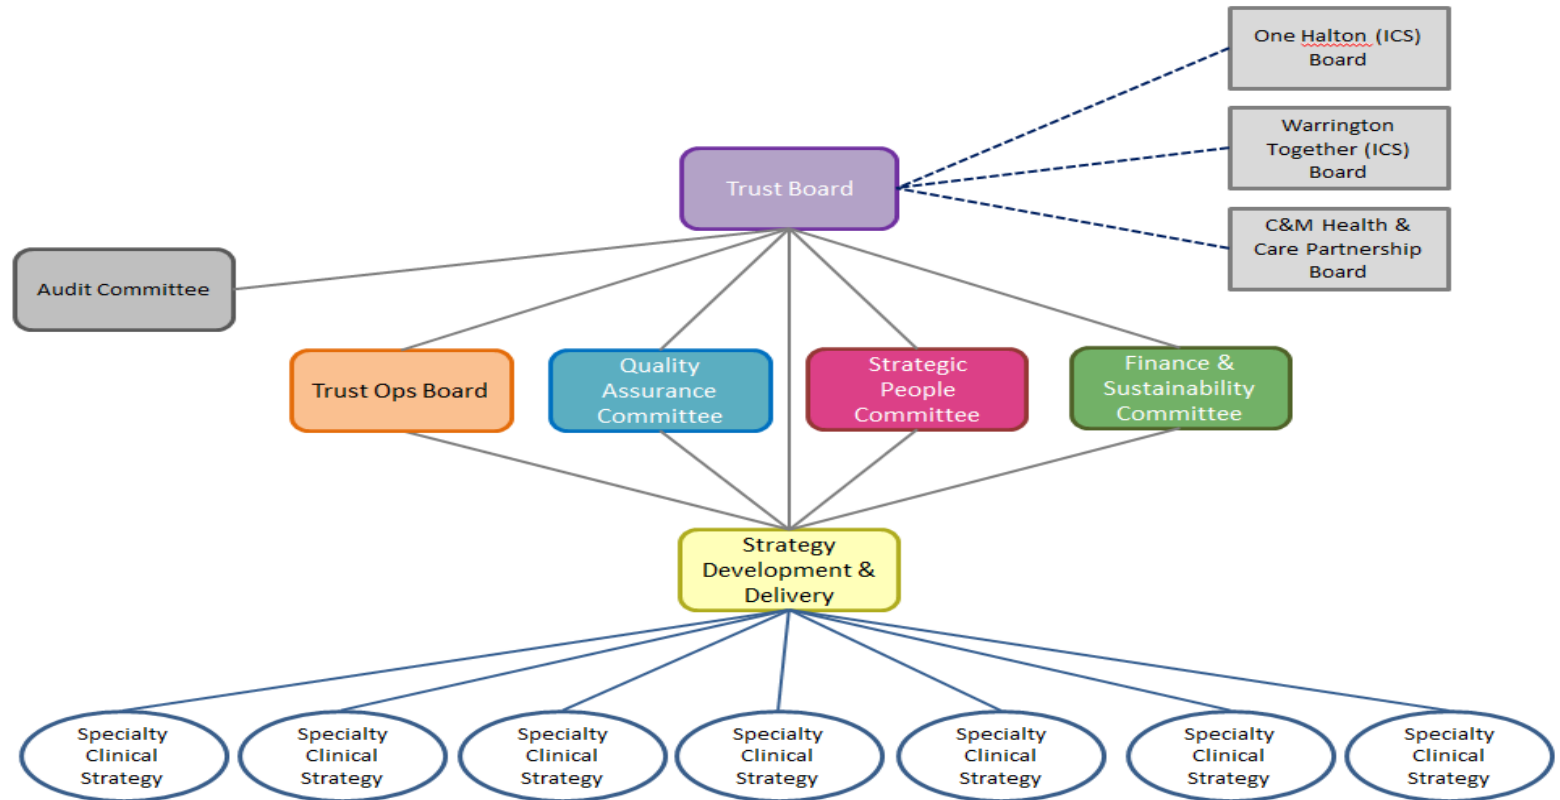 One Halton (ICS)
Board
Warrington
Together (ICS)
Board
Trust Board
C&M Health &
Care Partnership
Board
Audit Committee
Trust Ops Board
Quality
Assurance
Committee
Strategic
People
Committee
Finance &
Sustainability
Committee
Strategy
Development &
Delivery
Specialty
Clinical
Strategy
Specialty
Clinical
Strategy
Specialty
Clinical
Strategy
Specialty
Clinical
Strategy
Specialty
Clinical
Strategy
Specialty
Clinical
Strategy
Specialty
Clinical
Strategy